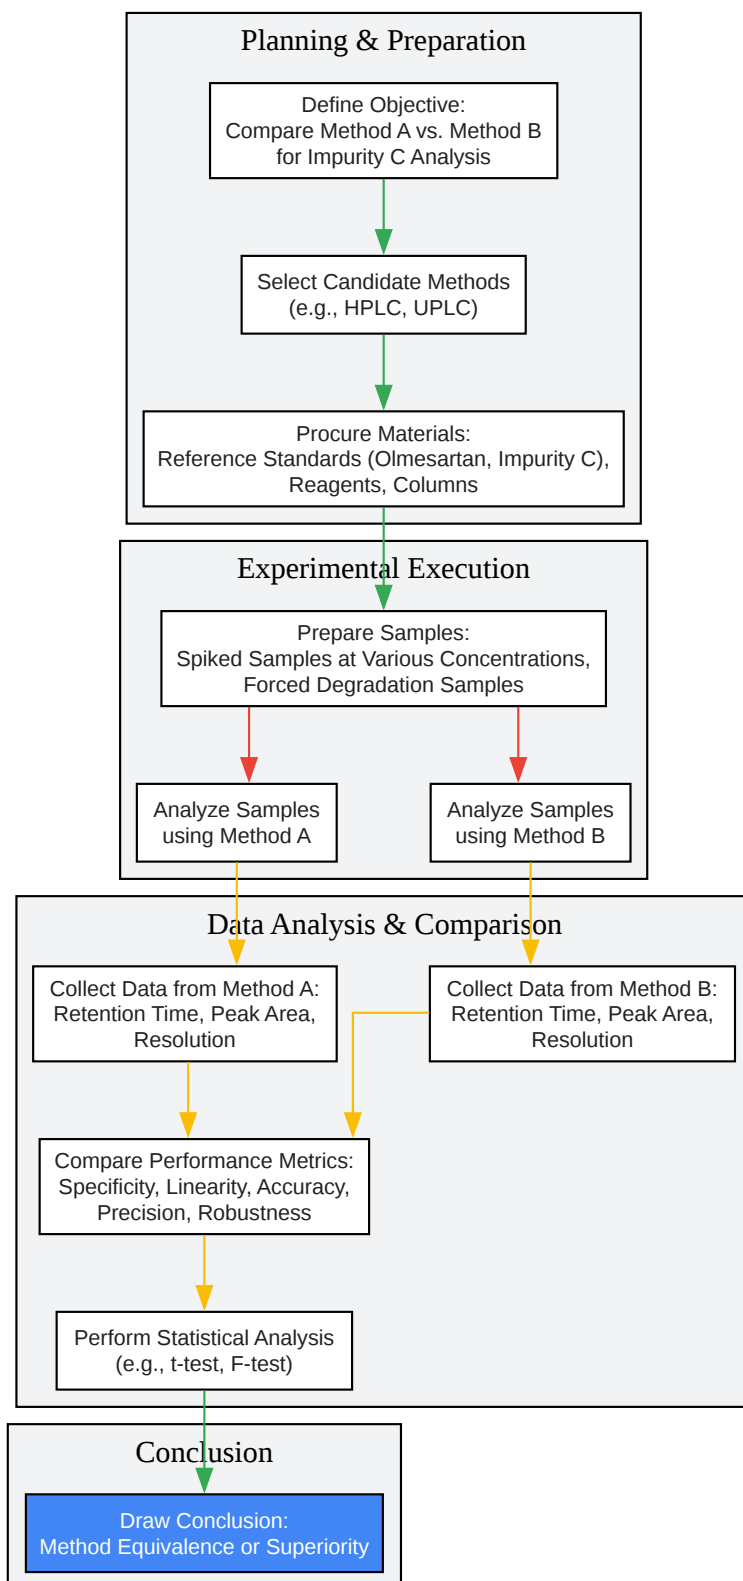 Planning & Preparation
Define Objective:
Compare Method A vs. Method B
for Impurity C Analysis
Select Candidate Methods
(e.g., HPLC, UPLC)
Procure Materials:
Reference Standards (Olmesartan, Impurity C),
Reagents, Columns
Experimental Execution
Prepare Samples:
Spiked Samples at Various Concentrations,
Forced Degradation Samples
Analyze Samples
using Method A
Analyze Samples
using Method B
Data Analysis & Comparison
Collect Data from Method A:
Retention Time, Peak Area,
Resolution
Collect Data from Method B:
Retention Time, Peak Area,
Resolution
Compare Performance Metrics:
Specificity, Linearity, Accuracy,
Precision, Robustness
Perform Statistical Analysis
(e.g., t-test, F-test)
Conclusion
Draw Conclusion:
Method Equivalence or Superiority